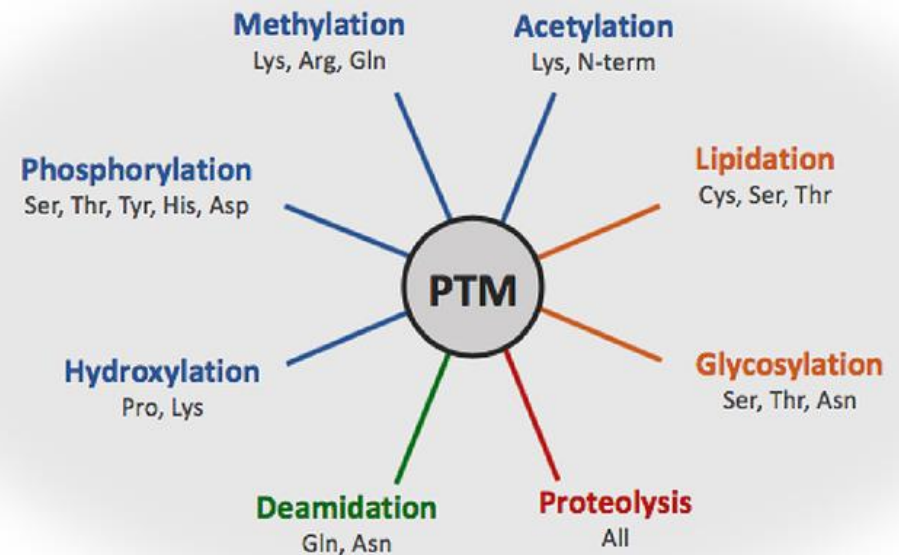 Methylation
Lys, Arg, Gln
Acetylation
Lys, N-term
Phosphorylation
Ser, Thr, Tyr, His, Asp
Lipidation
Cys, Ser, Thr
PTM
Hydroxylation
Pro, Lys
Glycosylation
Ser, Thr, Asn
Deamidation
Gln, Asn
Proteolysis
All